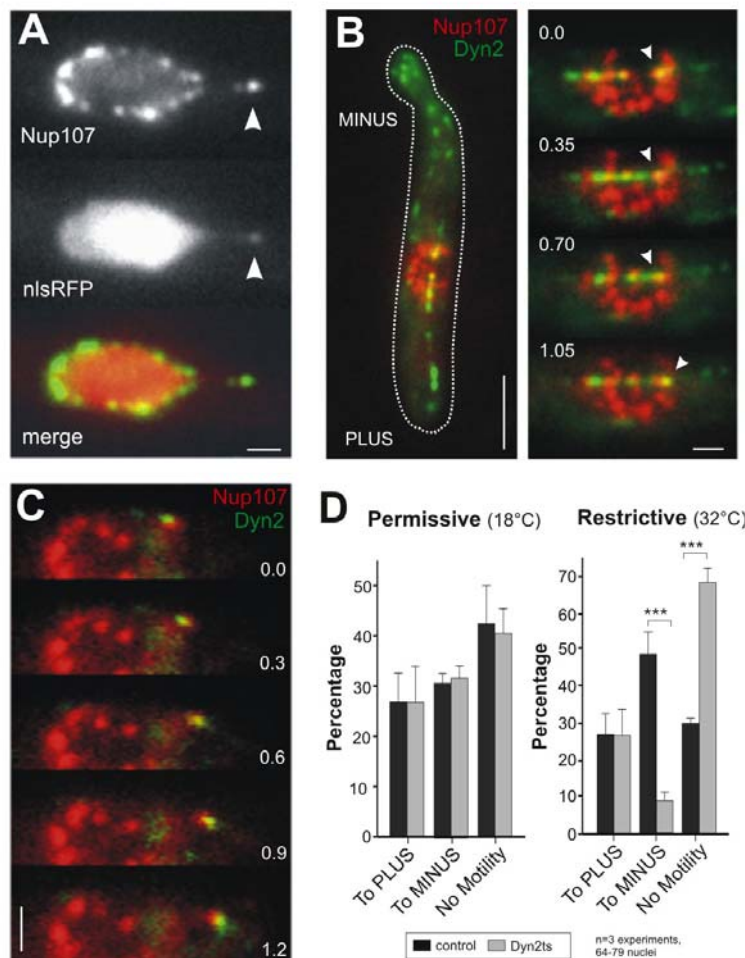 A
Nup107
nlsRFP
merge
B
Nup107
Dyn2
MINUS
PLUS
0.0
0.35
0.70
1.05
C
Nup107
Dyn2
0.0
0.3
0.6
0.9
1.2
D
Permissive (18°C)
Percentage
50
40
30
20
10
0
To PLUS
To MINUS
No Motility
Restrictive (32°C)
Percentage
70
60
50
40
30
20
10
0
***
***
To PLUS
To MINUS
No Motility
control
Dyn2ts
n=3 experiments,
64-79 nuclei